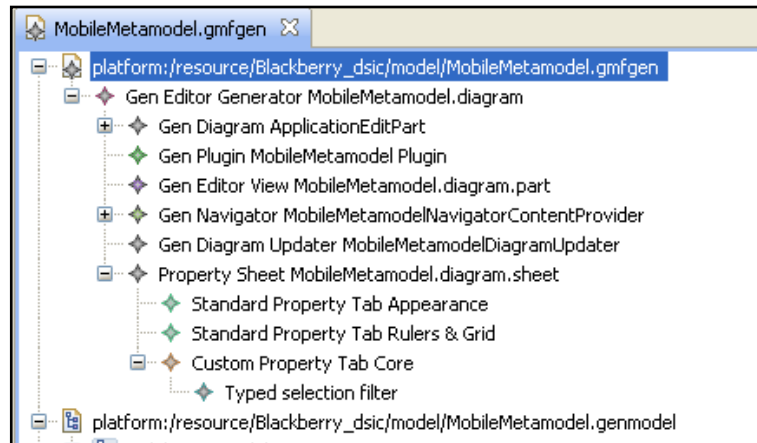 MobileMetamodel.gmfgen
platform:/resource/Blackberry_dsic/model/MobileMetamodel.gmfgen
Gen Editor Generator MobileMetamodel.diagram
Gen Diagram ApplicationEditPart
Gen Plugin MobileMetamodel Plugin
Gen Editor View MobileMetamodel.diagram.part
Gen Navigator MobileMetamodelNavigatorContentProvider
Gen Diagram Updater MobileMetamodelDiagramUpdater
Property Sheet MobileMetamodel.diagram.sheet
Standard Property Tab Appearance
Standard Property Tab Rulers & Grid
Custom Property Tab Core
Typed selection filter
platform:/resource/Blackberry_dsic/model/MobileMetamodel.genmodel